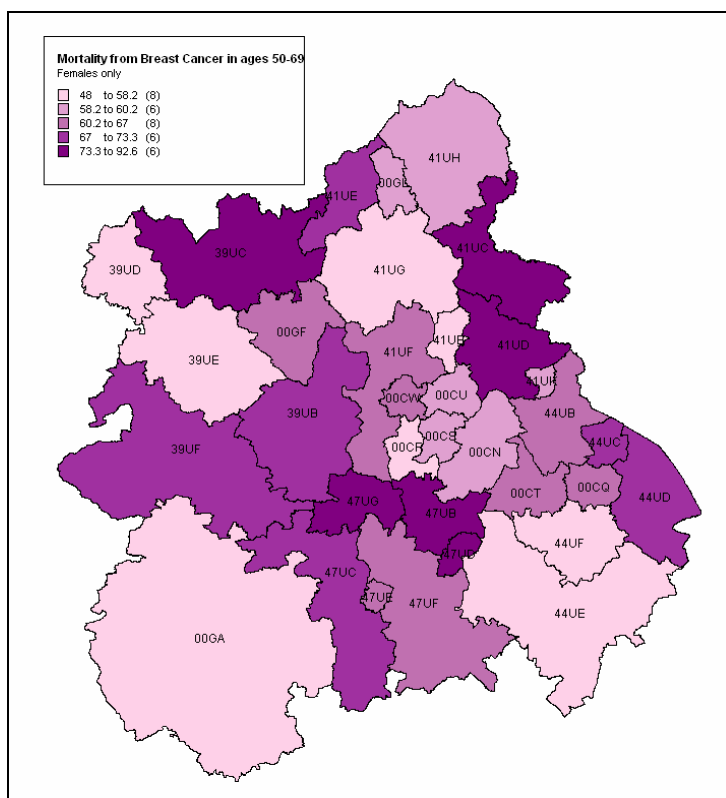 Mortality from Breast Cancer in ages 50-69
Females only
48 to 58.2 (8)
58.2 to 60.2 (6)
60.2 to 67 (8)
67 to 73.3 (6)
73.3 to 92.6 (6)
41UH
00GL
41UE
39UC
41UC
39UD
41UG
00GF
41UB
41UD
41UF
39UE
41UK
00CU
00CW
39UB
44UB
00CS
00CR
00CN
44UC
39UF
00CQ
00CT
44UD
47UG
47UB
44UF
47UD
47UC
47UE
47UF
44UE
00GA